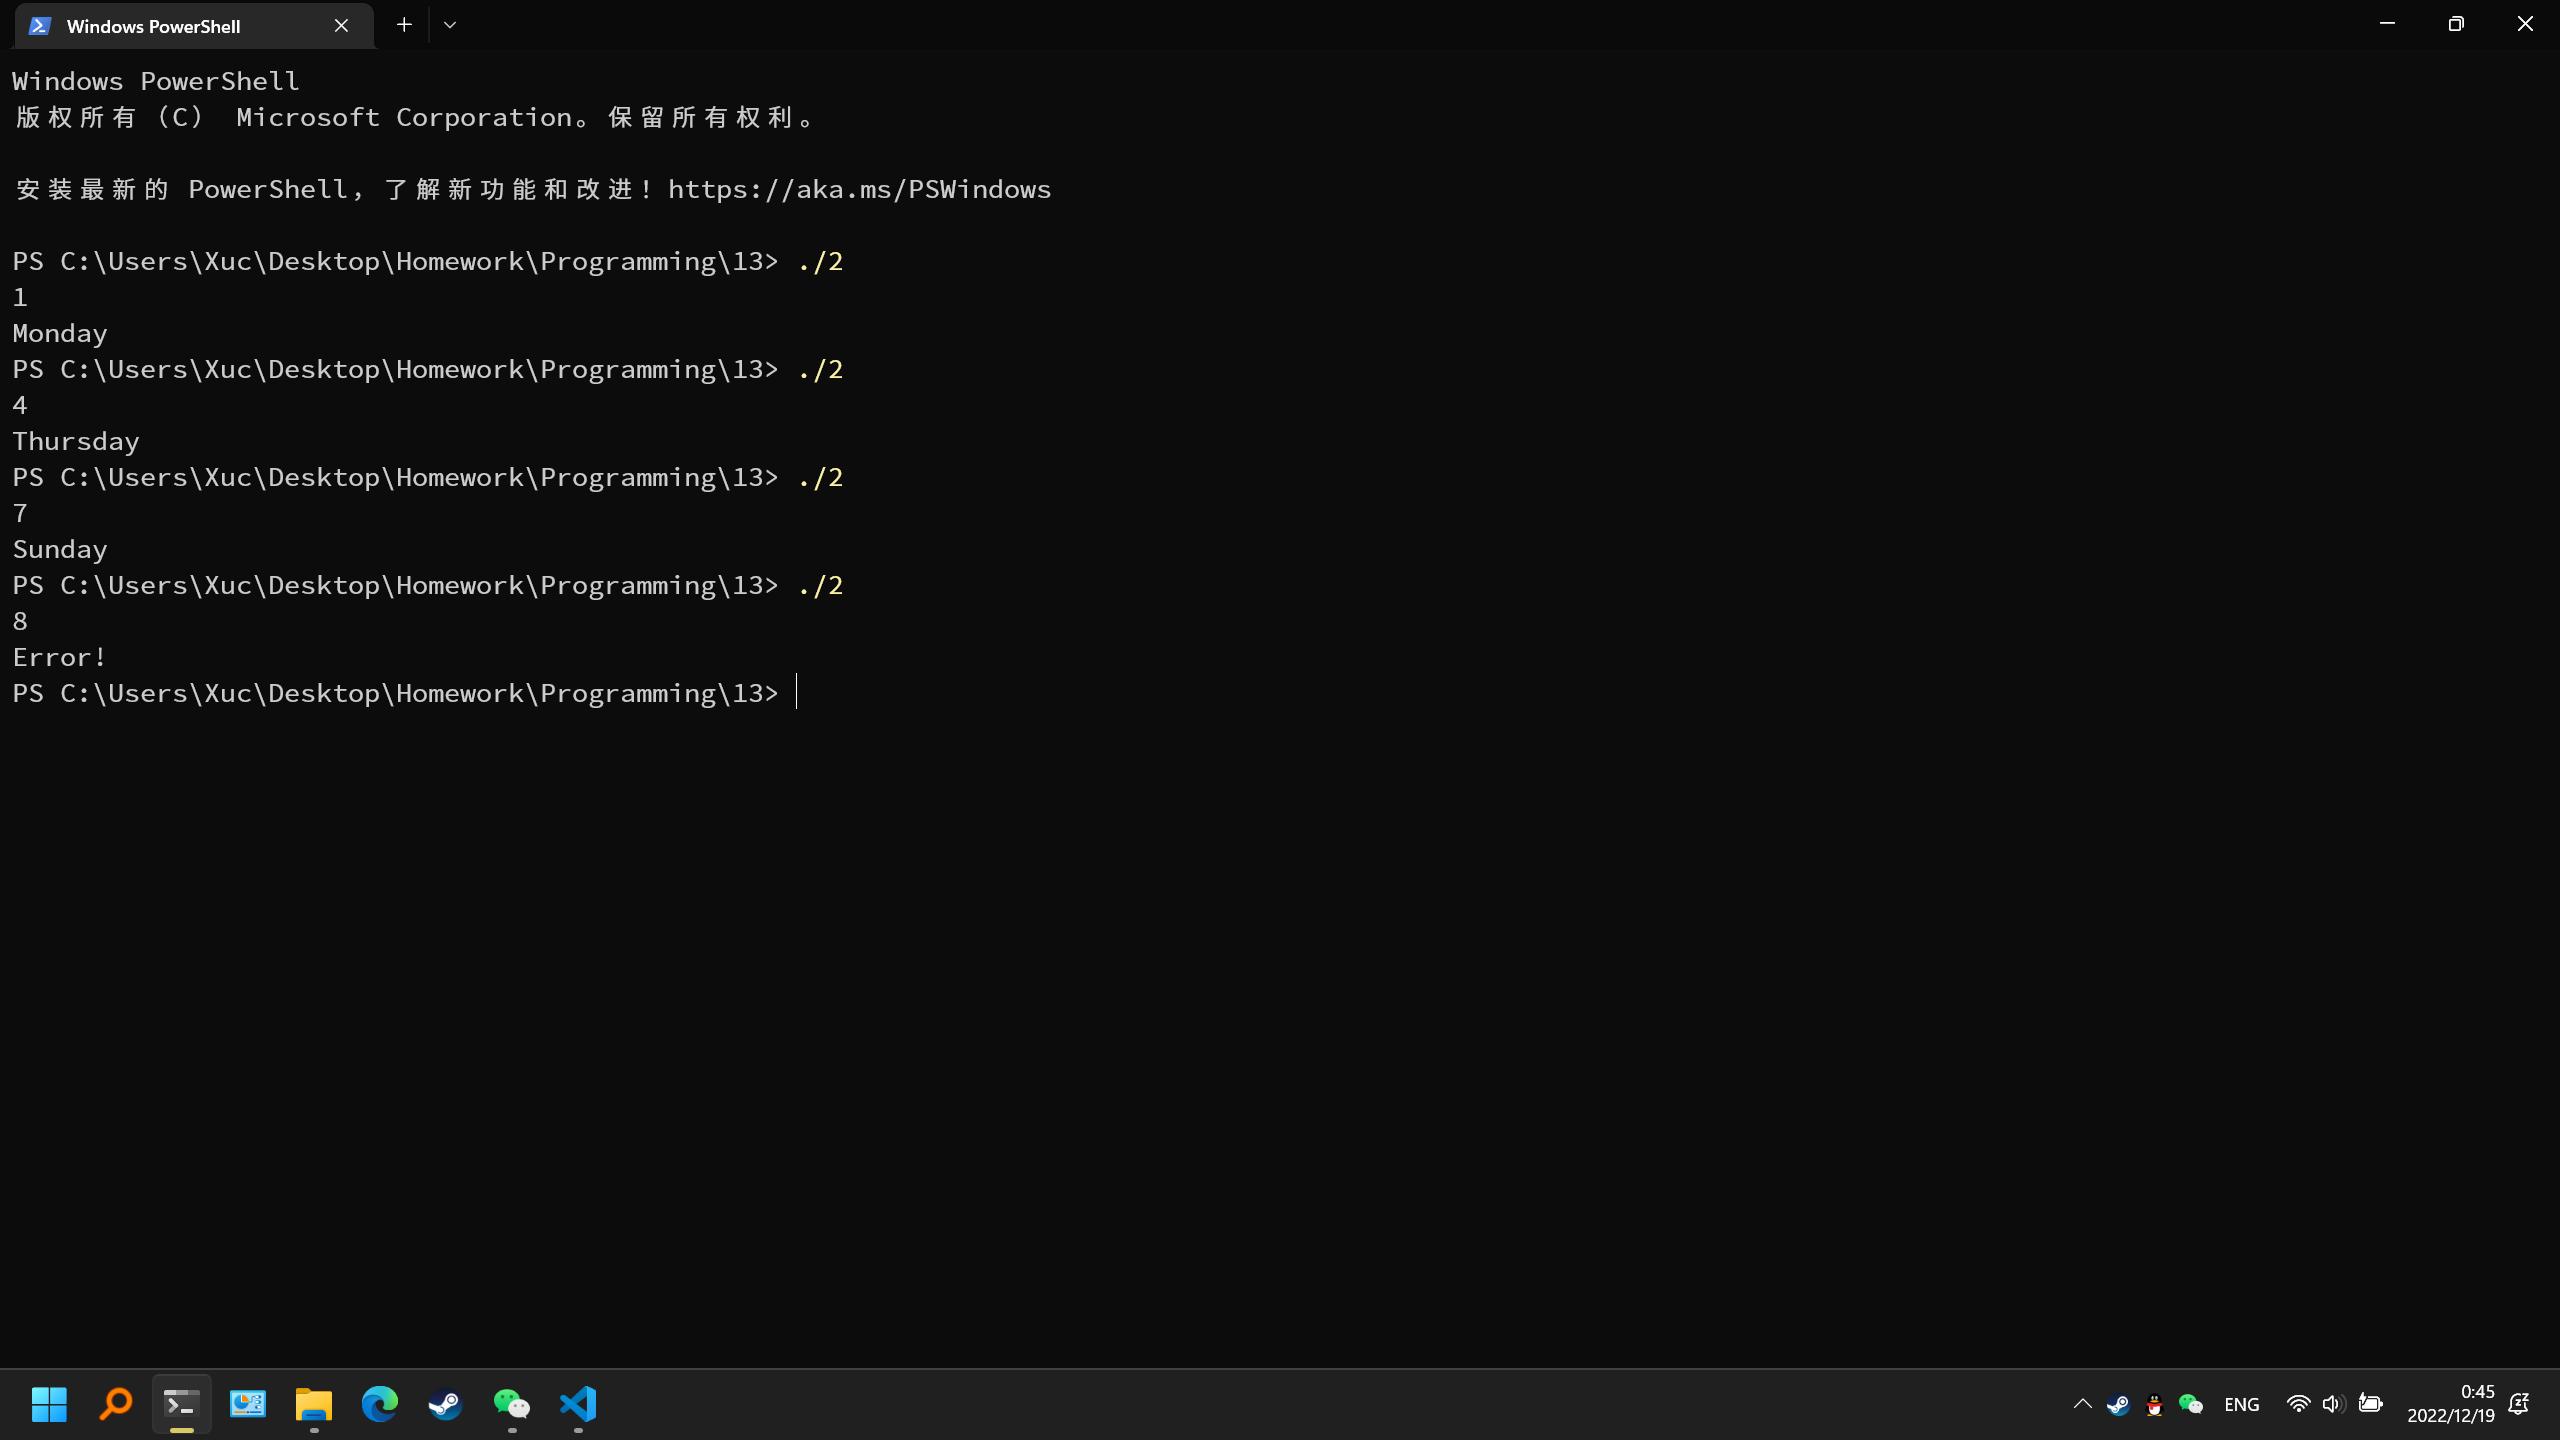 Windows PowerShell
Windows PowerShell
版权所有（C） Microsoft Corporation。保留所有权利。
安装最新的 PowerShell，了解新功能和改进！https://aka.ms/PSWindows
PS C:\Users\Xuc\Desktop\Homework\Programming\13> ./2
1
Monday
PS C:\Users\Xuc\Desktop\Homework\Programming\13> ./2
4
Thursday
PS C:\Users\Xuc\Desktop\Homework\Programming\13> ./2
7
Sunday
PS C:\Users\Xuc\Desktop\Homework\Programming\13> ./2
8
Error!
PS C:\Users\Xuc\Desktop\Homework\Programming\13>
ENG
0:45
2022/12/19